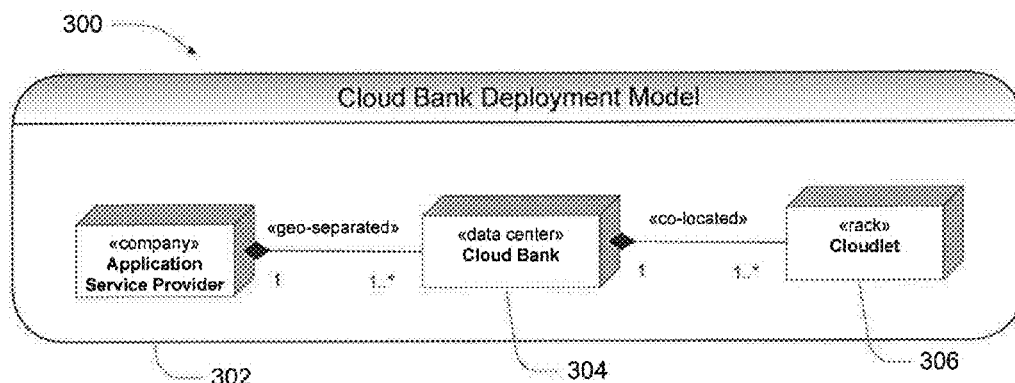 300
Cloud Bank Deployment Model
«company»
Application
Service Provider
«geo-separated»
1
1..*
«data center»
Cloud Bank
«co-located»
1
1..*
«rack»
Cloudlet
302
304
306